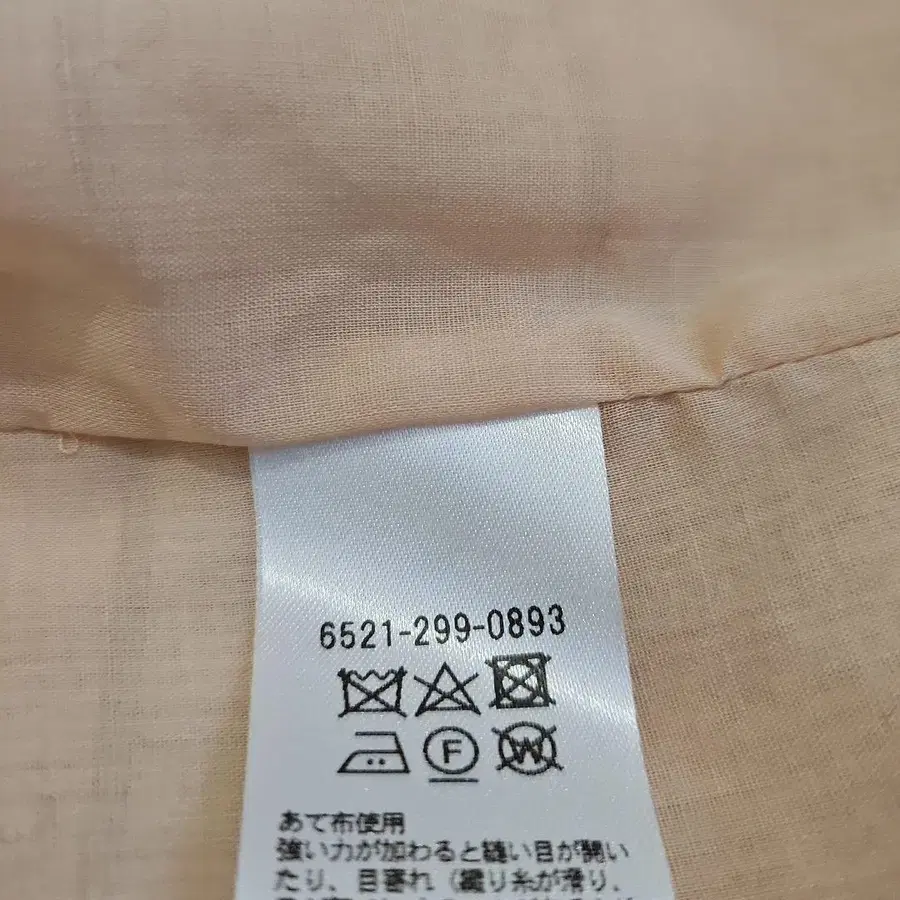 6521-299-0893
F
W
あて布使用
強い力が加わると縫い目が開い
たり、目寄れ（織り糸が滑り、